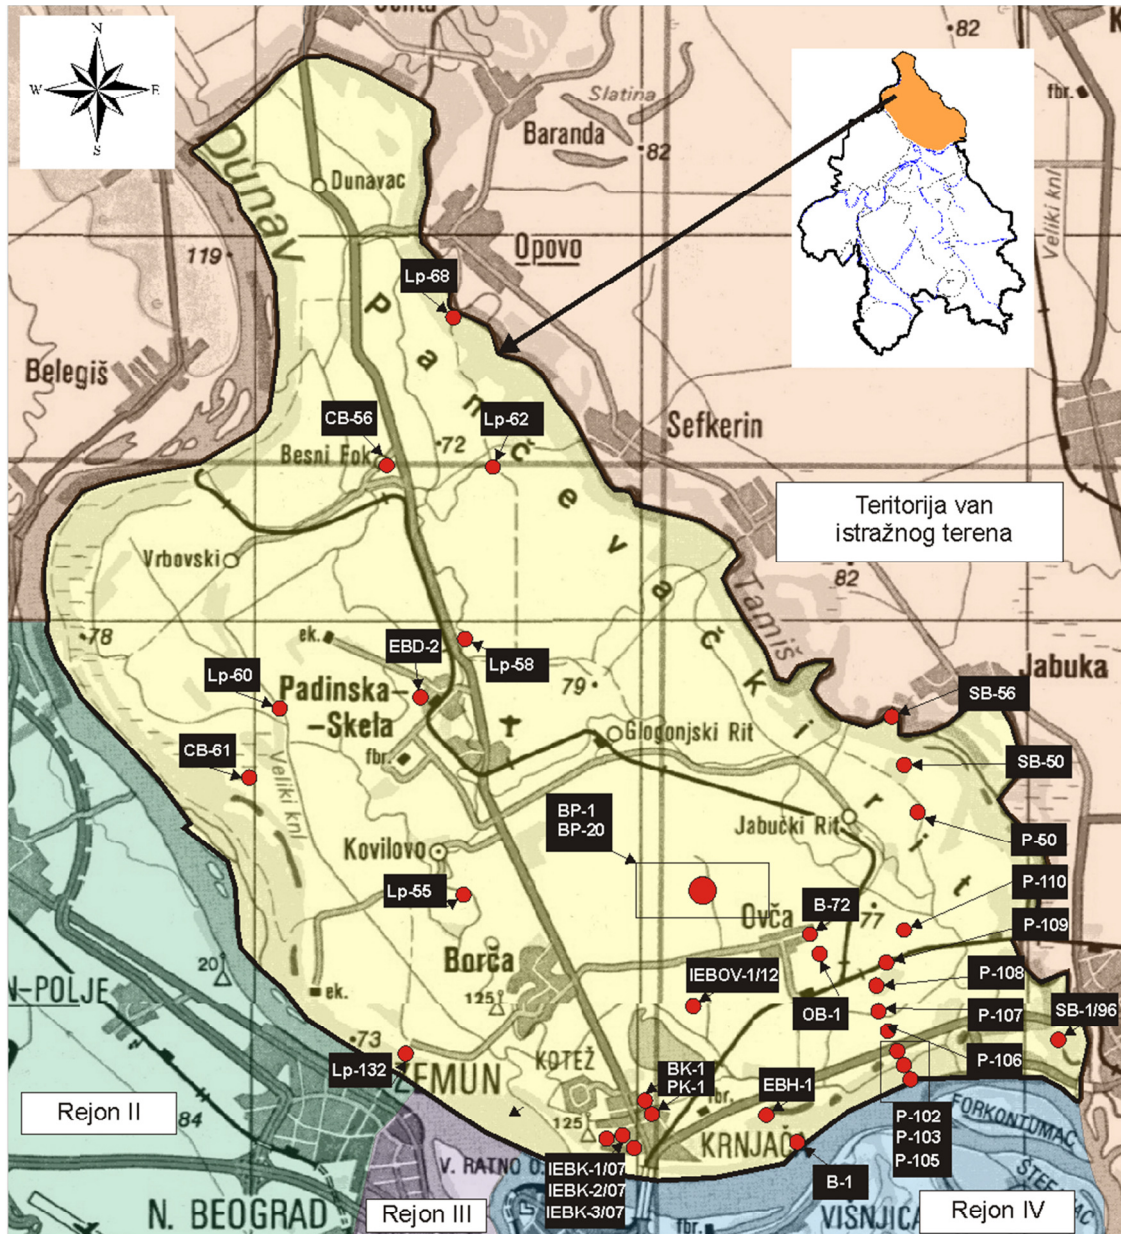 N
W E
S
Slatina
82
fbr.
Baranda
82
Dunav
Dunavac
119
Opovo
Lp-68
Veliki knl
Belegiš
Pančevački rit
CB-56
Lp-62
72
Besni Fok
Sefkerin
Teritorija van
istražnog terena
Vrbovski
82
Tamiš
78
ek.
EBD-2
Lp-58
Jabuka
Lp-60
Padinska-
-Skela
79
SB-56
Glogonjski Rit
CB-61
fbr.
SB-50
Veliki knl
BP-1
BP-20
Jabučki Rit
P-50
Kovilovo
P-110
Lp-55
B-72
77
Ovča
P-109
Borča
20
IEBOV-1/12
P-108
N-POLJE
ek.
125
OB-1
P-107
SB-1/96
73
P-106
Lp-132
ZEMUN
KOTEŽ
BK-1
PK-1
fbr.
EBH-1
Rejon II
84
125
KRNJAČA
P-102
P-103
P-105
FORKONTUMAC
V. RATNO O.
IEBK-1/07
IEBK-2/07
IEBK-3/07
B-1
N. BEOGRAD
Rejon III
fbr.
VIŠNJICA
Rejon IV